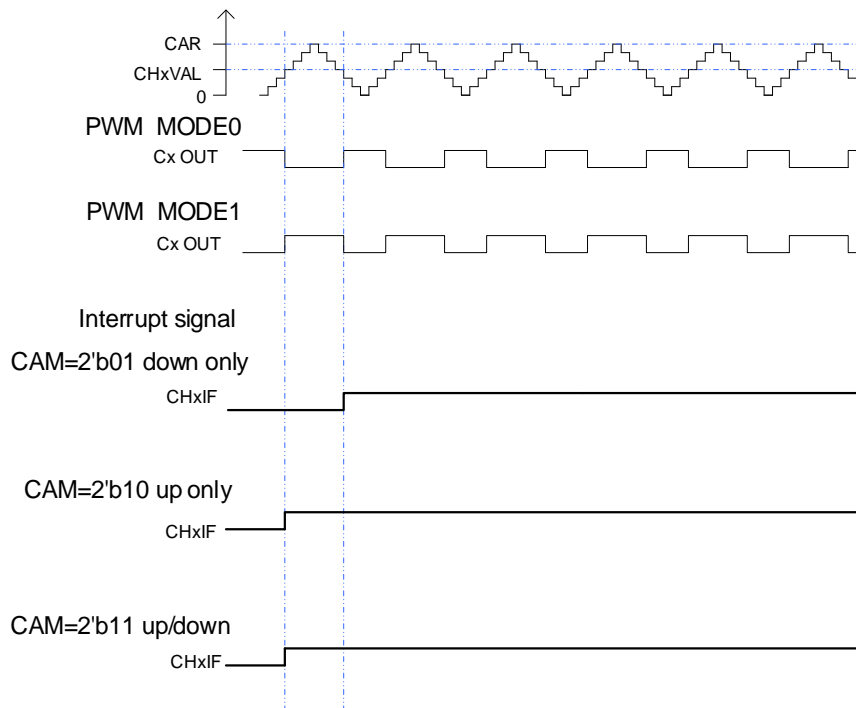 CAR
CHxVAL
0
PWM MODE0
Cx OUT
PWM MODE1
Cx OUT
Interrupt signal
CAM=2'b01 down only
CHxIF
CAM=2'b10 up only
CHxIF
CAM=2'b11 up/down
CHxIF